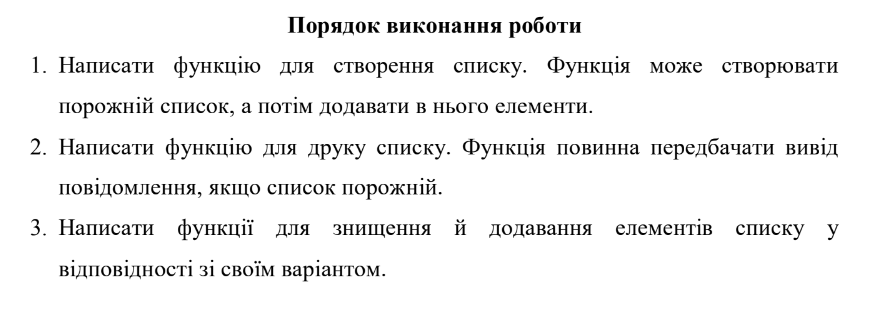 Порядок виконання роботи
1. Написати функцію для створення списку. Функція може створювати
порожній список, а потім додавати в нього елементи.
2. Написати функцію для друку списку. Функція повинна передбачати вивід
повідомлення, якщо список порожній.
3. Написати функції для знищення й додавання елементів списку у
відповідності зі своїм варіантом.